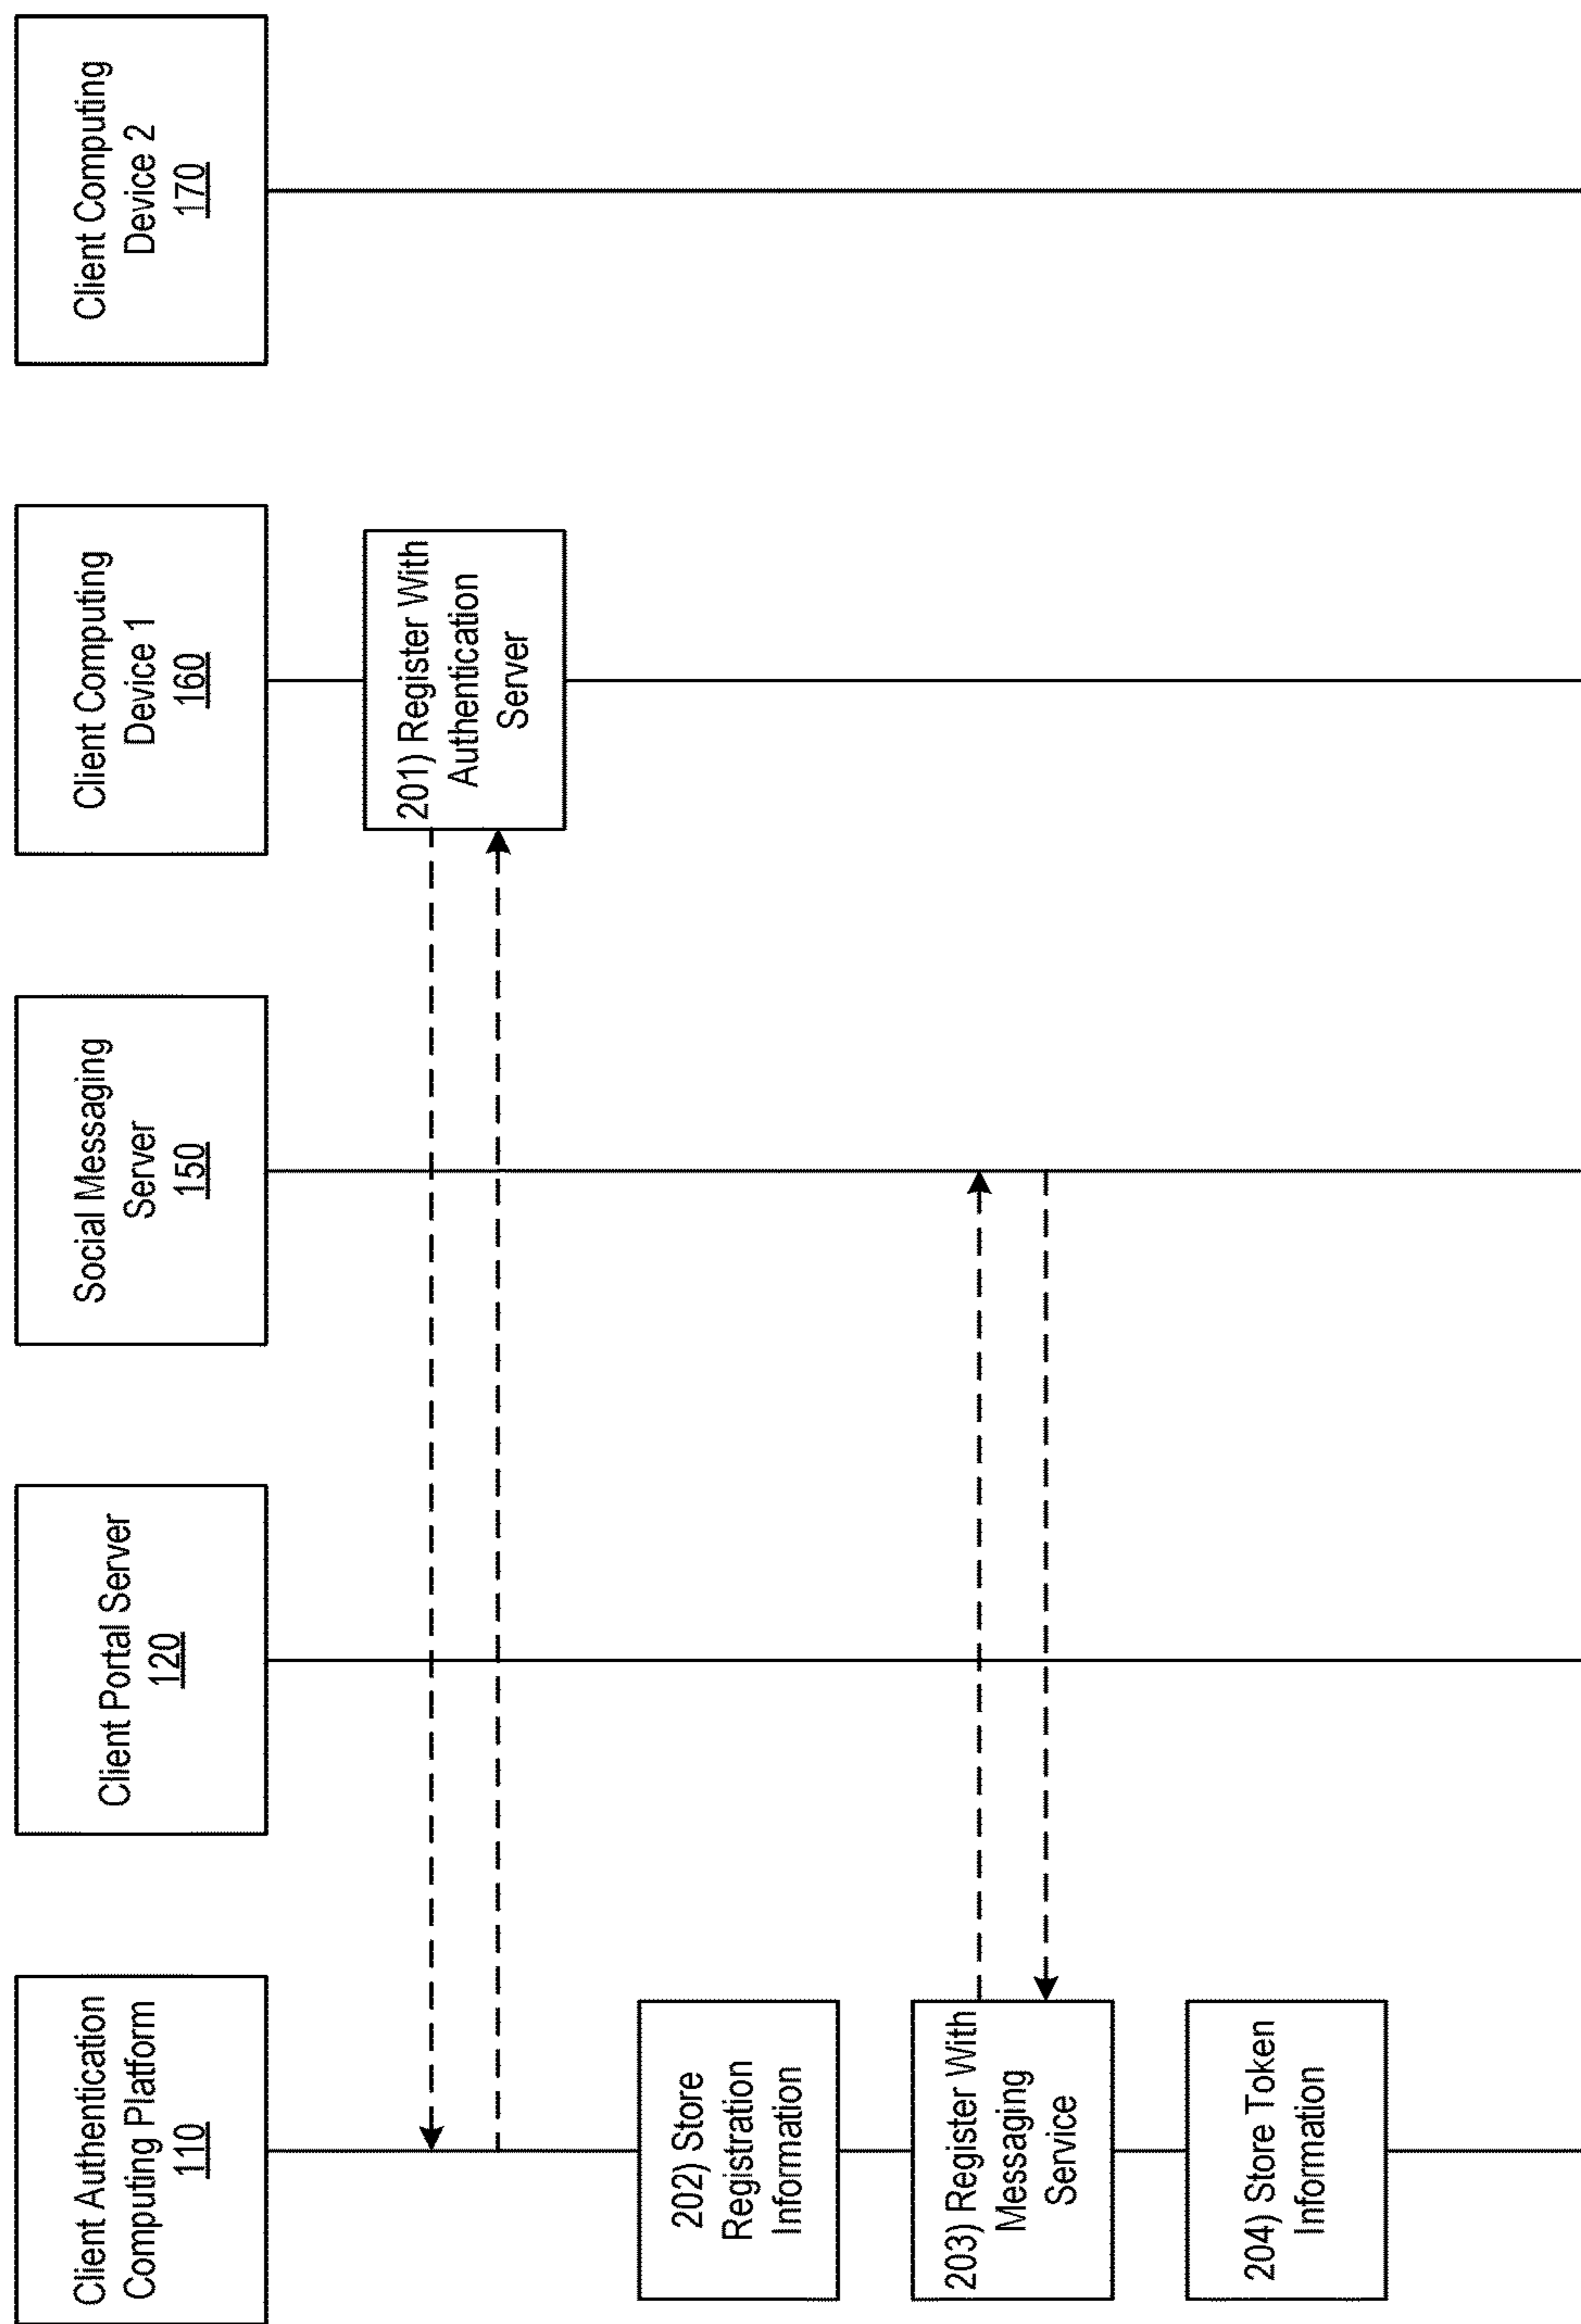 Client Authentication
Computing Platform
110
Client Portal Server
120
Social Messaging
Server
150
Client Computing
Device 1
160
Client Computing
Device 2
170
201) Register With
Authentication
Server
202) Store
Registration
Information
203) Register With
Messaging
Service
204) Store Token
Information